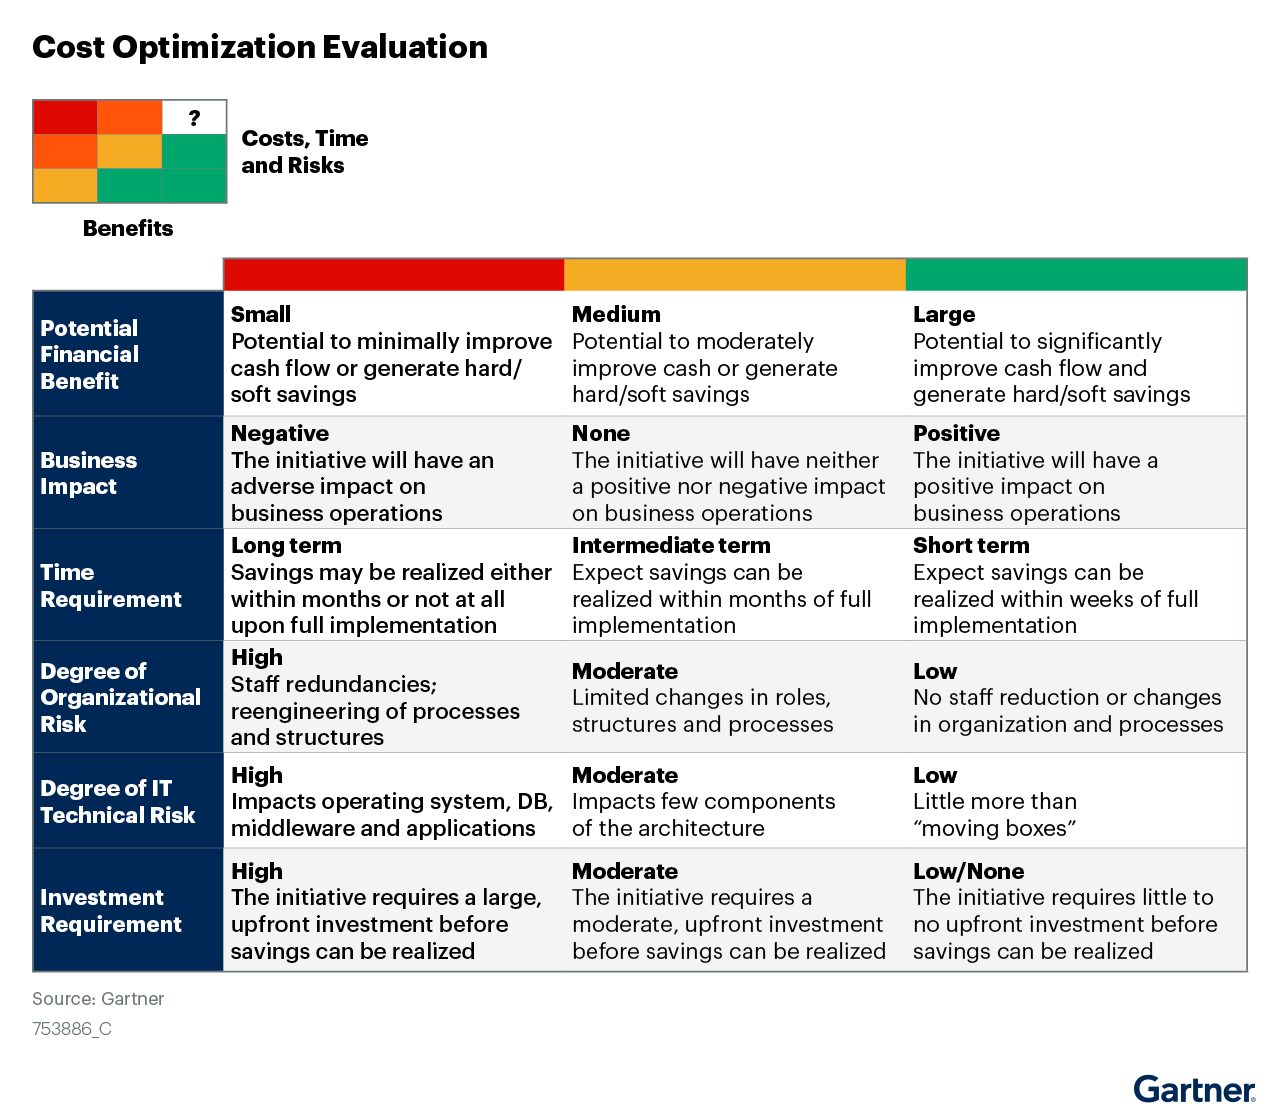 Cost Optimization Evaluation
?
Costs, Time
and Risks
Benefits
Potential
Financial
Benefit
Small
Potential to minimally improve
cash flow or generate hard/
soft savings
Medium
Potential to moderately
improve cash or generate
hard/soft savings
Large
Potential to significantly
improve cash flow and
generate hard/soft savings
Business
Impact
Negative
The initiative will have an
adverse impact on
business operations
None
The initiative will have neither
a positive nor negative impact
on business operations
Positive
The initiative will have a
positive impact on
business operations
Time
Requirement
Long term
Savings may be realized either
within months or not at all
upon full implementation
Intermediate term
Expect savings can be
realized within months of full
implementation
Short term
Expect savings can be
realized within weeks of full
implementation
Degree of
Organizational
Risk
High
Staff redundancies;
reengineering of processes
and structures
Moderate
Limited changes in roles,
structures and processes
Low
No staff reduction or changes
in organization and processes
Degree of IT
Technical Risk
High
Impacts operating system, DB,
middleware and applications
Moderate
Impacts few components
of the architecture
Low
Little more than
“moving boxes”
Investment
Requirement
High
The initiative requires a large,
upfront investment before
savings can be realized
Moderate
The initiative requires a
moderate, upfront investment
before savings can be realized
Low/None
The initiative requires little to
no upfront investment before
savings can be realized
Source: Gartner
753886_C
Gartner®